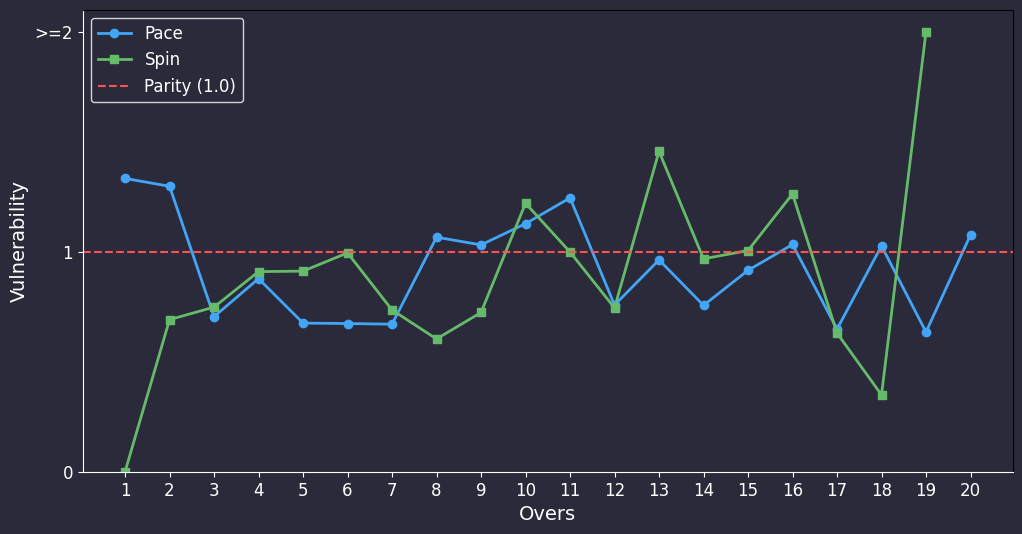 Pace
Spin
Parity (1.0)
>=2
1
0
Vulnerability
1 2 3 4 5 6 7 8 9 10 11 12 13 14 15 16 17 18 19 20
Overs